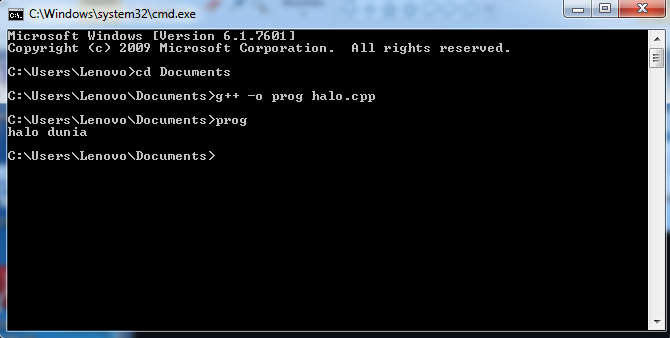 C:\Windows\system32\cmd.exe
Microsoft Windows [Version 6.1.7601]
Copyright (c) 2009 Microsoft Corporation.  All rights reserved.
C:\Users\Lenovo>cd Documents
C:\Users\Lenovo\Documents>g++ -o prog halo.cpp
C:\Users\Lenovo\Documents>prog
halo dunia
C:\Users\Lenovo\Documents>